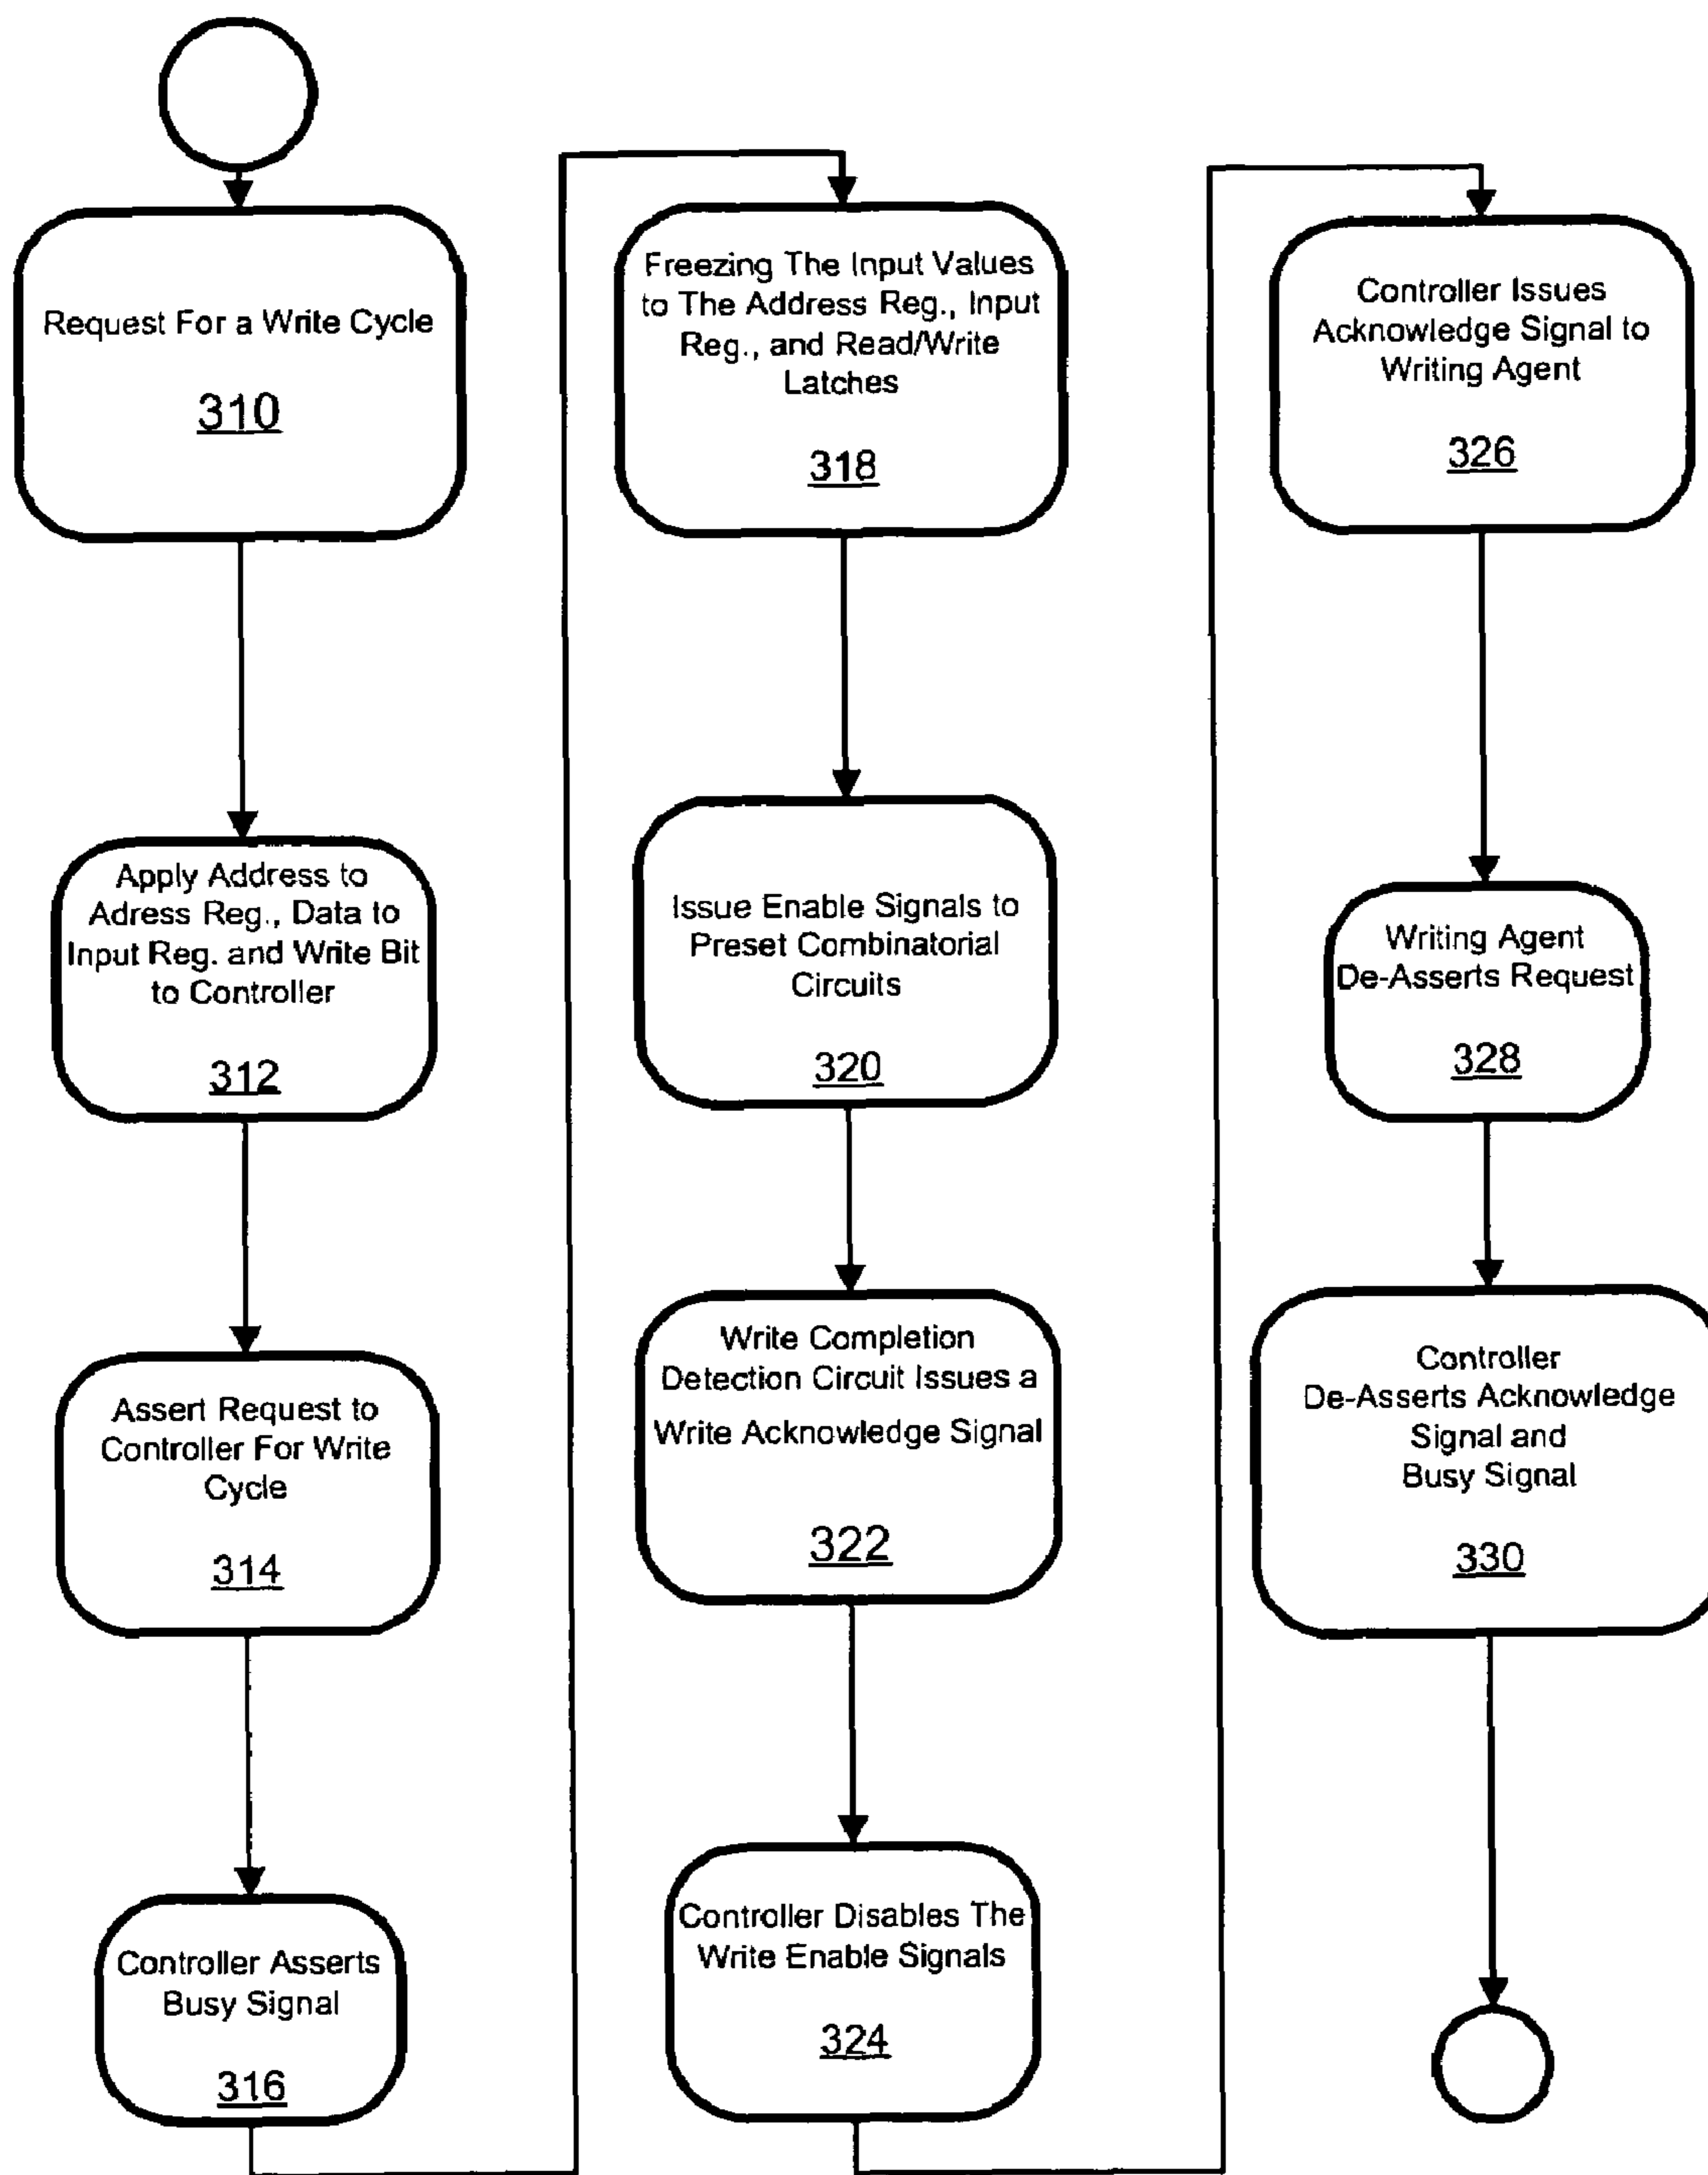 Request For a Write Cycle
310
Apply Address to
Adress Reg., Data to
Input Reg. and Write Bit
to Controller
312
Assert Request to
Controller For Write
Cycle
314
Controller Asserts
Busy Signal
316
Freezing The Input Values
to The Address Reg., Input
Reg., and Read/Write
Latches
318
Issue Enable Signals to
Preset Combinatorial
Circuits
320
Write Completion
Detection Circuit Issues a
Write Acknowledge Signal
322
Controller Disables The
Write Enable Signals
324
Controller Issues
Acknowledge Signal to
Writing Agent
326
Writing Agent
De-Asserts Request
328
Controller
De-Asserts Acknowledge
Signal and
Busy Signal
330